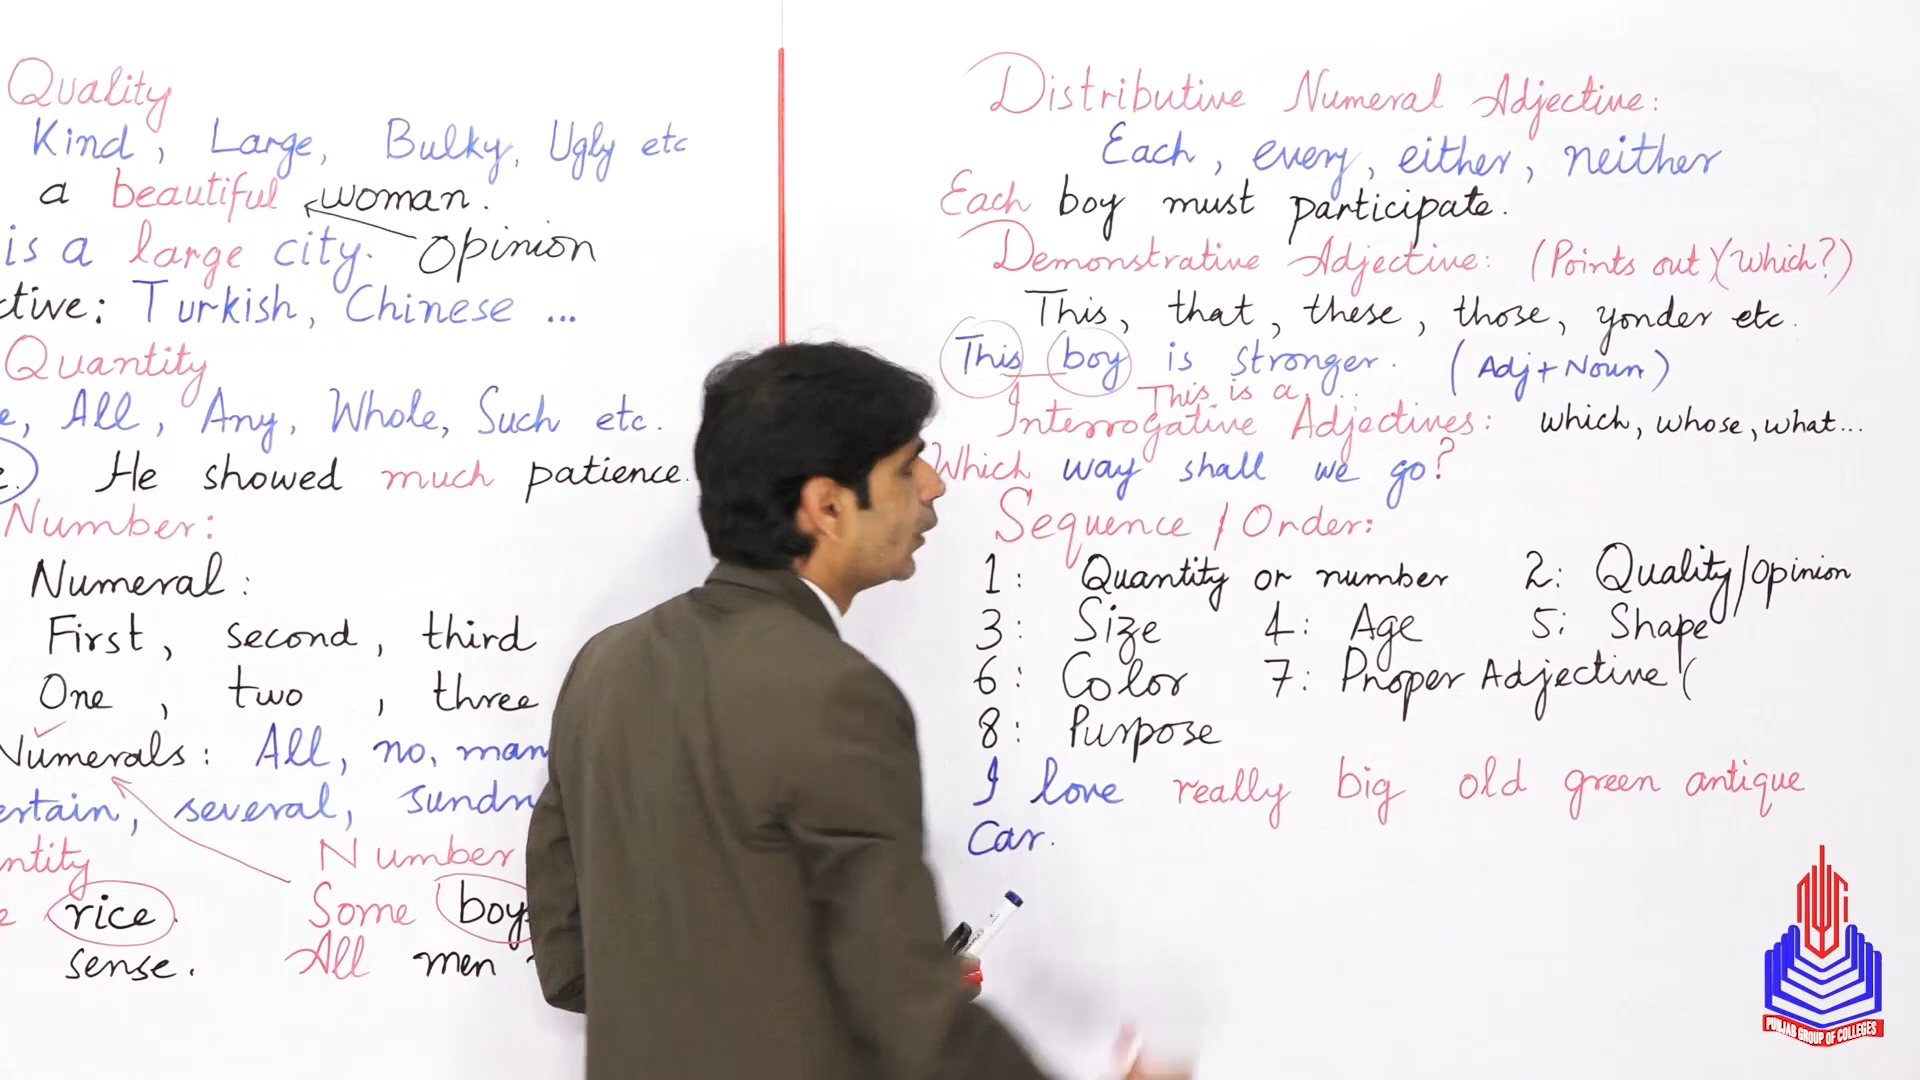 Quality
Kind, Large, Bulky, Ugly etc
a beautiful woman.
is a large city. Opinion
ctive: Turkish, Chinese ...
Quantity
e, All, Any, Whole, Such etc.
He showed much patience.
Number:
Numeral:
First, second, third
One, two, three
Numerals: All, no, man
ertain, several, sundr
ntity Number
rice Some boy
sense. All men
Distributive Numeral Adjective:
Each, every, either, neither
Each boy must participate.
Demonstrative Adjective: (Points out)(which?)
This, that, these, those, yonder etc.
This boy is stronger. (Adj+Noun)
This is a...
Interrogative Adjectives: which, whose, what...
Which way shall we go?
Sequence / Order:
1: Quantity or number 2: Quality/opinion
3: Size 4: Age 5: Shape
6: Color 7: Proper Adjective (
8: Purpose
I love really big old green antique
Car.
PUNJAB GROUP OF COLLEGES